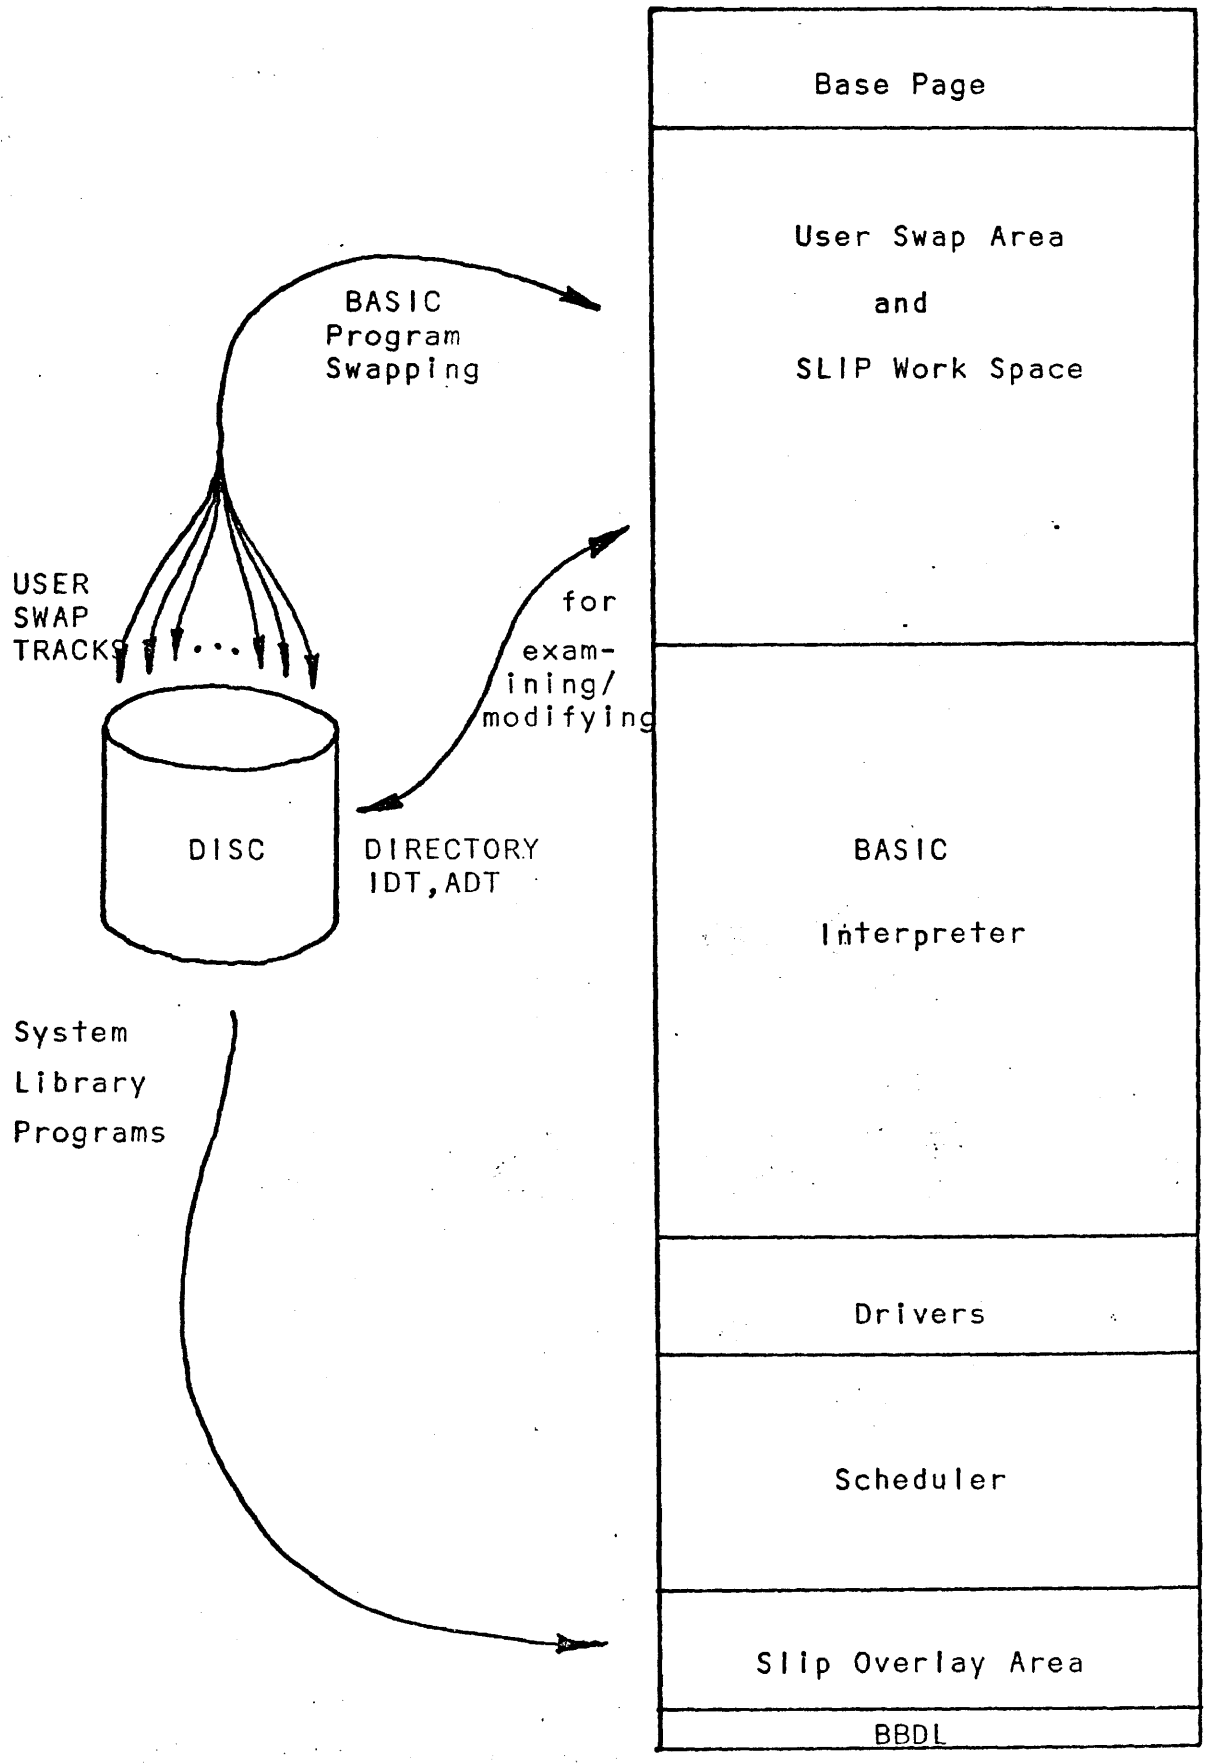 Base Page
User Swap Area
and
SLIP Work Space
BASIC
Program
Swapping
USER
SWAP
TRACKS
...
for
exam-
ining/
modifying
DISC
DIRECTORY
IDT, ADT
BASIC
Interpreter
System
Library
Programs
Drivers
Scheduler
Slip Overlay Area
BBDL